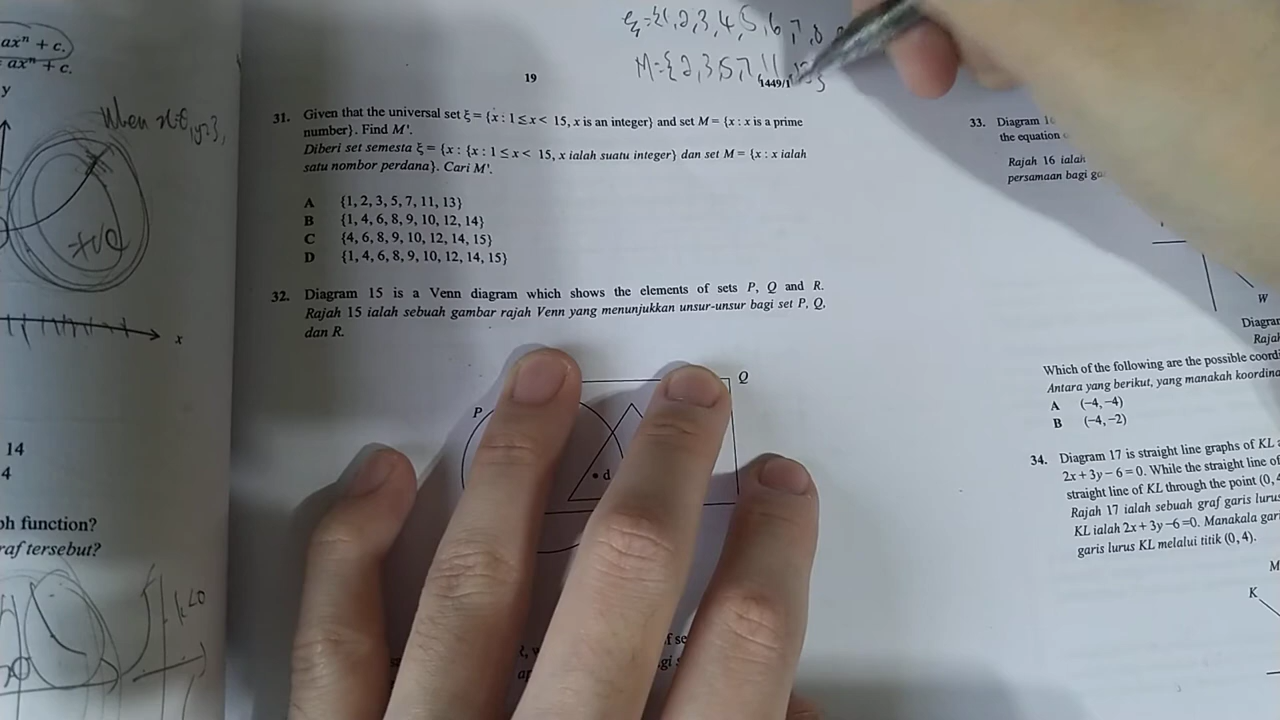 axⁿ + c.
= axⁿ + c.
y
x
14
4
ph function?
raf tersebut?
k<0
+ve
ξ={1,2,3,4,5,6,7,8
M={2,3,5,7,11,13}
19
1449/1
31. Given that the universal set ξ = {x : 1 ≤ x < 15, x is an integer} and set M = {x : x is a prime
number}. Find M'.
Diberi set semesta ξ = {x : {x : 1 ≤ x < 15, x ialah suatu integer} dan set M = {x : x ialah
satu nombor perdana}. Cari M'.
A {1, 2, 3, 5, 7, 11, 13}
B {1, 4, 6, 8, 9, 10, 12, 14}
C {4, 6, 8, 9, 10, 12, 14, 15}
D {1, 4, 6, 8, 9, 10, 12, 14, 15}
32. Diagram 15 is a Venn diagram which shows the elements of sets P, Q and R.
Rajah 15 ialah sebuah gambar rajah Venn yang menunjukkan unsur-unsur bagi set P, Q,
dan R.
P
Q
d
33. Diagram 16
the equation
Rajah 16 ialah
persamaan bagi ga
W
Diagram
Rajah
Which of the following are the possible coordi
Antara yang berikut, yang manakah koordina
A (−4, −4)
B (−4, −2)
34. Diagram 17 is straight line graphs of KL
2x + 3y − 6 = 0. While the straight line of
straight line of KL through the point (0, 4
Rajah 17 ialah sebuah graf garis lurus
KL ialah 2x + 3y −6 =0. Manakala gari
garis lurus KL melalui titik (0, 4).
M
K